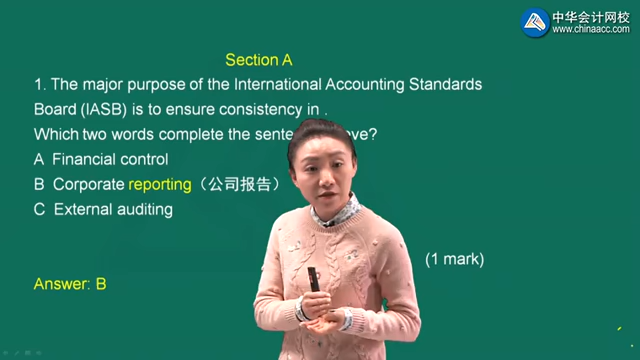 中华会计网校
www.chinaacc.com
Section A
1. The major purpose of the International Accounting Standards
Board (IASB) is to ensure consistency in .
Which two words complete the ?
A Financial control
B Corporate reporting（公司报告）
C External auditing
(1 mark)
Answer: B